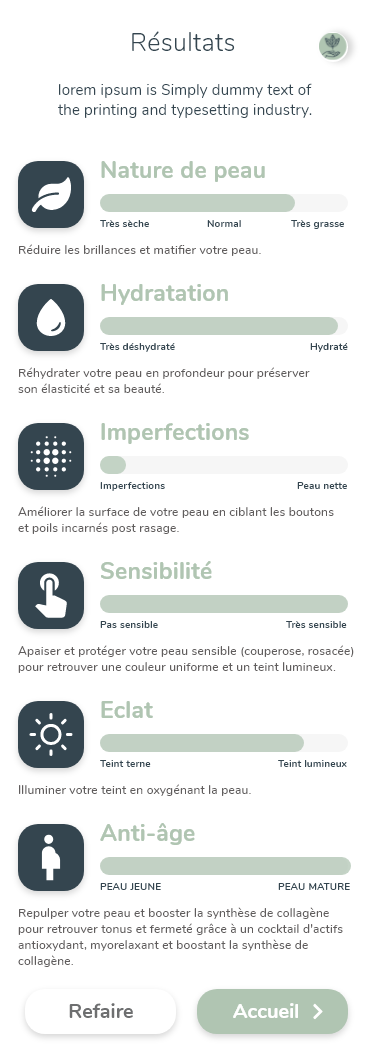 Résultats
lorem ipsum is Simply dummy text of
the printing and typesetting industry.
Nature de peau
Très sèche Normal Très grasse
Réduire les brillances et matifier votre peau.
Hydratation
Très déshydraté Hydraté
Réhydrater votre peau en profondeur pour préserver
son élasticité et sa beauté.
Imperfections
Imperfections Peau nette
Améliorer la surface de votre peau en ciblant les boutons
et poils incarnés post rasage.
Sensibilité
Pas sensible Très sensible
Apaiser et protéger votre peau sensible (couperose, rosacée)
pour retrouver une couleur uniforme et un teint lumineux.
Eclat
Teint terne Teint lumineux
Illuminer votre teint en oxygénant la peau.
Anti-âge
PEAU JEUNE PEAU MATURE
Repulper votre peau et booster la synthèse de collagène
pour retrouver tonus et fermeté grâce à un cocktail d'actifs
antioxydant, myorelaxant et boostant la synthèse de
collagène.
Refaire Accueil